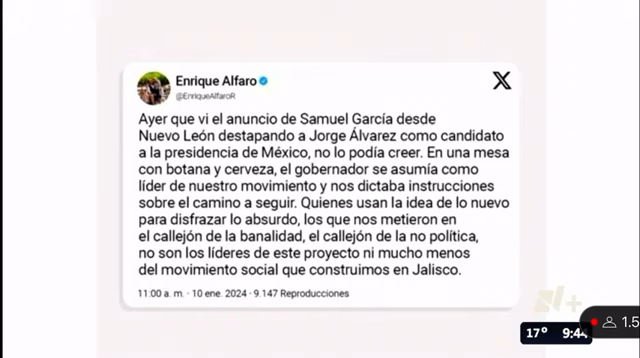 Enrique Alfaro
@EnriqueAlfaroR
Ayer que vi el anuncio de Samuel García desde
Nuevo León destapando a Jorge Álvarez como candidato
a la presidencia de México, no lo podía creer. En una mesa
con botana y cerveza, el gobernador se asumía como
líder de nuestro movimiento y nos dictaba instrucciones
sobre el camino a seguir. Quienes usan la idea de lo nuevo
para disfrazar lo absurdo, los que nos metieron en
el callejón de la banalidad, el callejón de la no política,
no son los líderes de este proyecto ni mucho menos
del movimiento social que construimos en Jalisco.
11:00 a. m. · 10 ene. 2024 · 9.147 Reproducciones
N+
17° 9:44
1.5